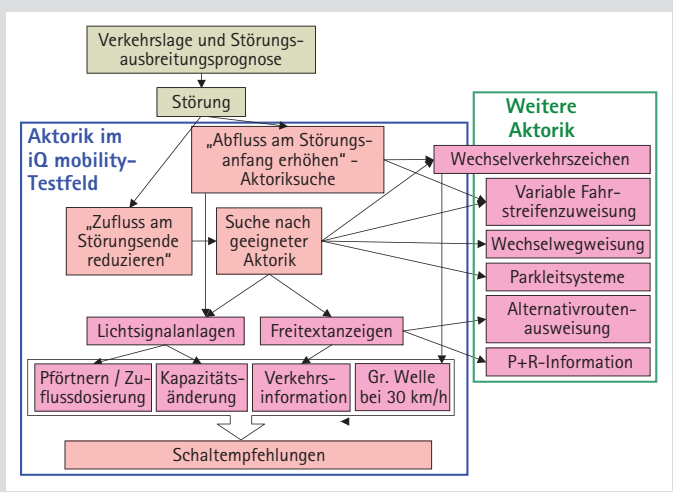 Verkehrslage und Störungs-
ausbreitungsprognose
Störung
Aktorik im
iQ mobility-
Testfeld
„Abfluss am Störungs-
anfang erhöhen“ -
Aktoriksuche
„Zufluss am
Störungsende
reduzieren“
Suche nach
geeigneter
Aktorik
Lichtsignalanlagen
Freitextanzeigen
Pförtnern / Zu-
flussdosierung
Kapazitäts-
änderung
Verkehrs-
information
Gr. Welle
bei 30 km/h
Schaltempfehlungen
Weitere
Aktorik
Wechselverkehrszeichen
Variable Fahr-
streifenzuweisung
Wechselwegweisung
Parkleitsysteme
Alternativrouten-
ausweisung
P+R-Information